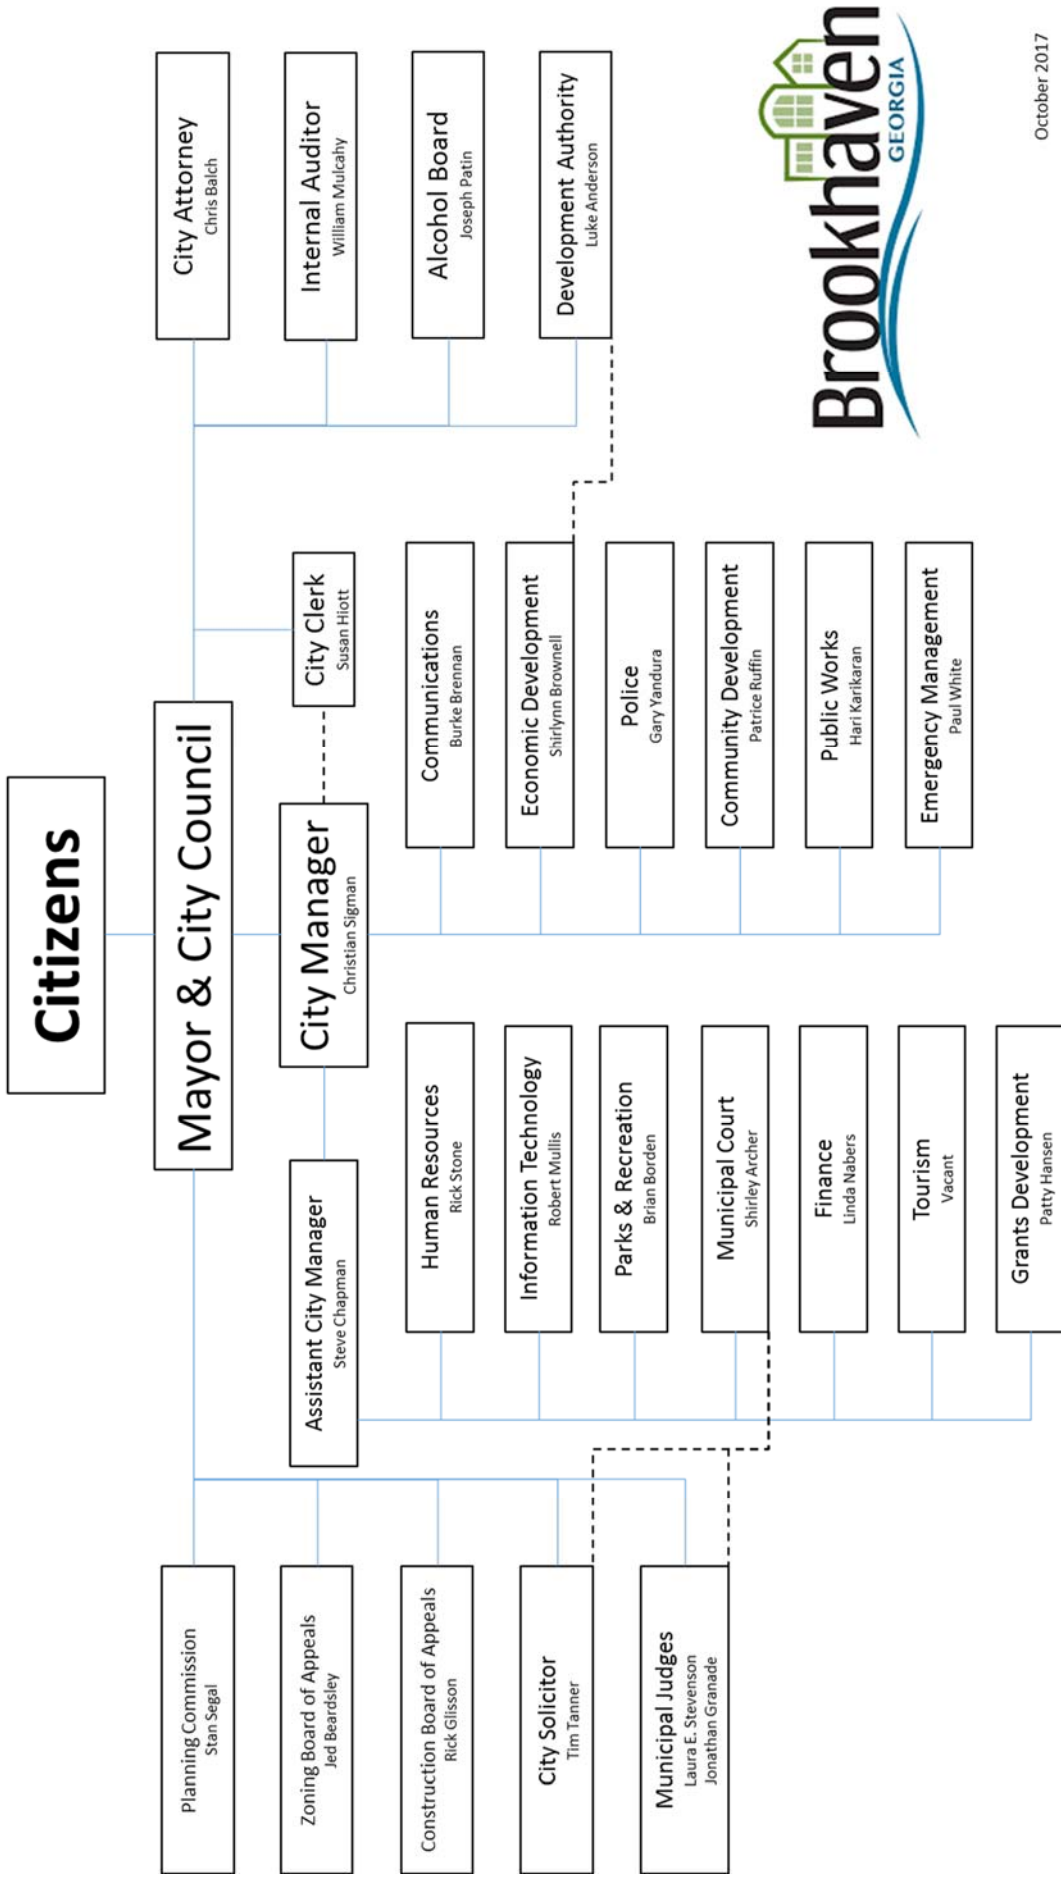 Citizens
Mayor & City Council
City Manager
Christian Sigman
City Clerk
Susan Hiott
Assistant City Manager
Steve Chapman
Planning Commission
Stan Segal
Zoning Board of Appeals
Jed Beardsley
Construction Board of Appeals
Rick Glisson
City Solicitor
Tim Tanner
Municipal Judges
Laura E. Stevenson
Jonathan Granade
Human Resources
Rick Stone
Information Technology
Robert Mullis
Parks & Recreation
Brian Borden
Municipal Court
Shirley Archer
Finance
Linda Nabers
Tourism
Vacant
Grants Development
Patty Hansen
Communications
Burke Brennan
Economic Development
Shirlynn Brownell
Police
Gary Yandura
Community Development
Patrice Ruffin
Public Works
Hari Karikaran
Emergency Management
Paul White
City Attorney
Chris Balch
Internal Auditor
William Mulcahy
Alcohol Board
Joseph Patin
Development Authority
Luke Anderson
Brookhaven
GEORGIA
October 2017